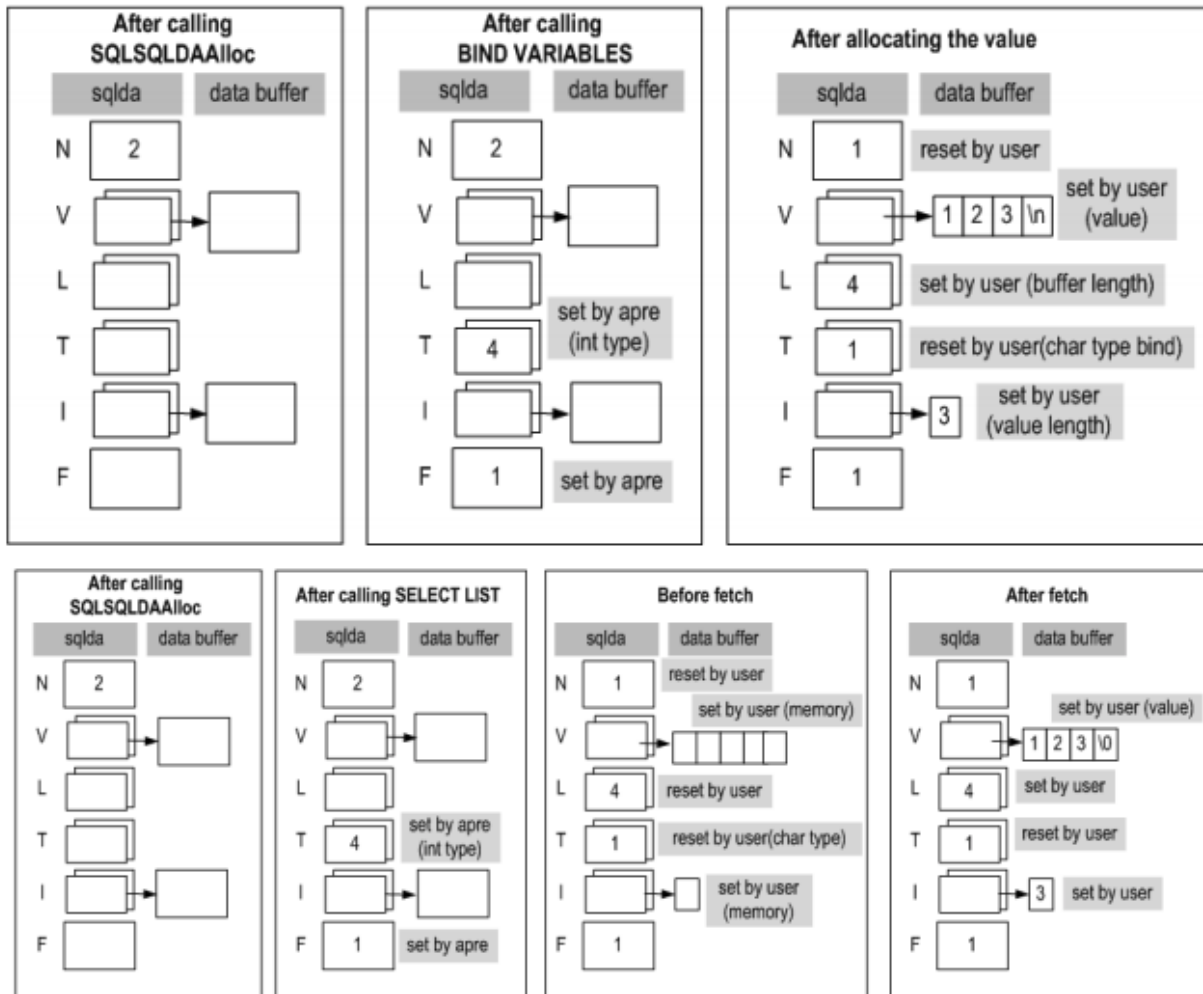 After calling
SQLSQLDAAlloc
sqlda data buffer
N 2
V
L
T
I
F
After calling
BIND VARIABLES
sqlda data buffer
N 2
V
L
set by apre
(int type)
T 4
I
F 1 set by apre
After allocating the value
sqlda data buffer
N 1 reset by user
set by user
(value)
V 1 2 3 \n
L 4 set by user (buffer length)
T 1 reset by user(char type bind)
set by user
(value length)
I 3
F 1
After calling
SQLSQLDAAlloc
sqlda data buffer
N 2
V
L
T
I
F
After calling SELECT LIST
sqlda data buffer
N 2
V
L
set by apre
(int type)
T 4
I
F 1 set by apre
Before fetch
sqlda data buffer
reset by user
N 1
set by user (memory)
V
L 4 reset by user
T 1 reset by user(char type)
I set by user
(memory)
F 1
After fetch
sqlda data buffer
N 1
set by user (value)
V 1 2 3 \0
L 4 set by user
T 1 reset by user
I 3 set by user
F 1